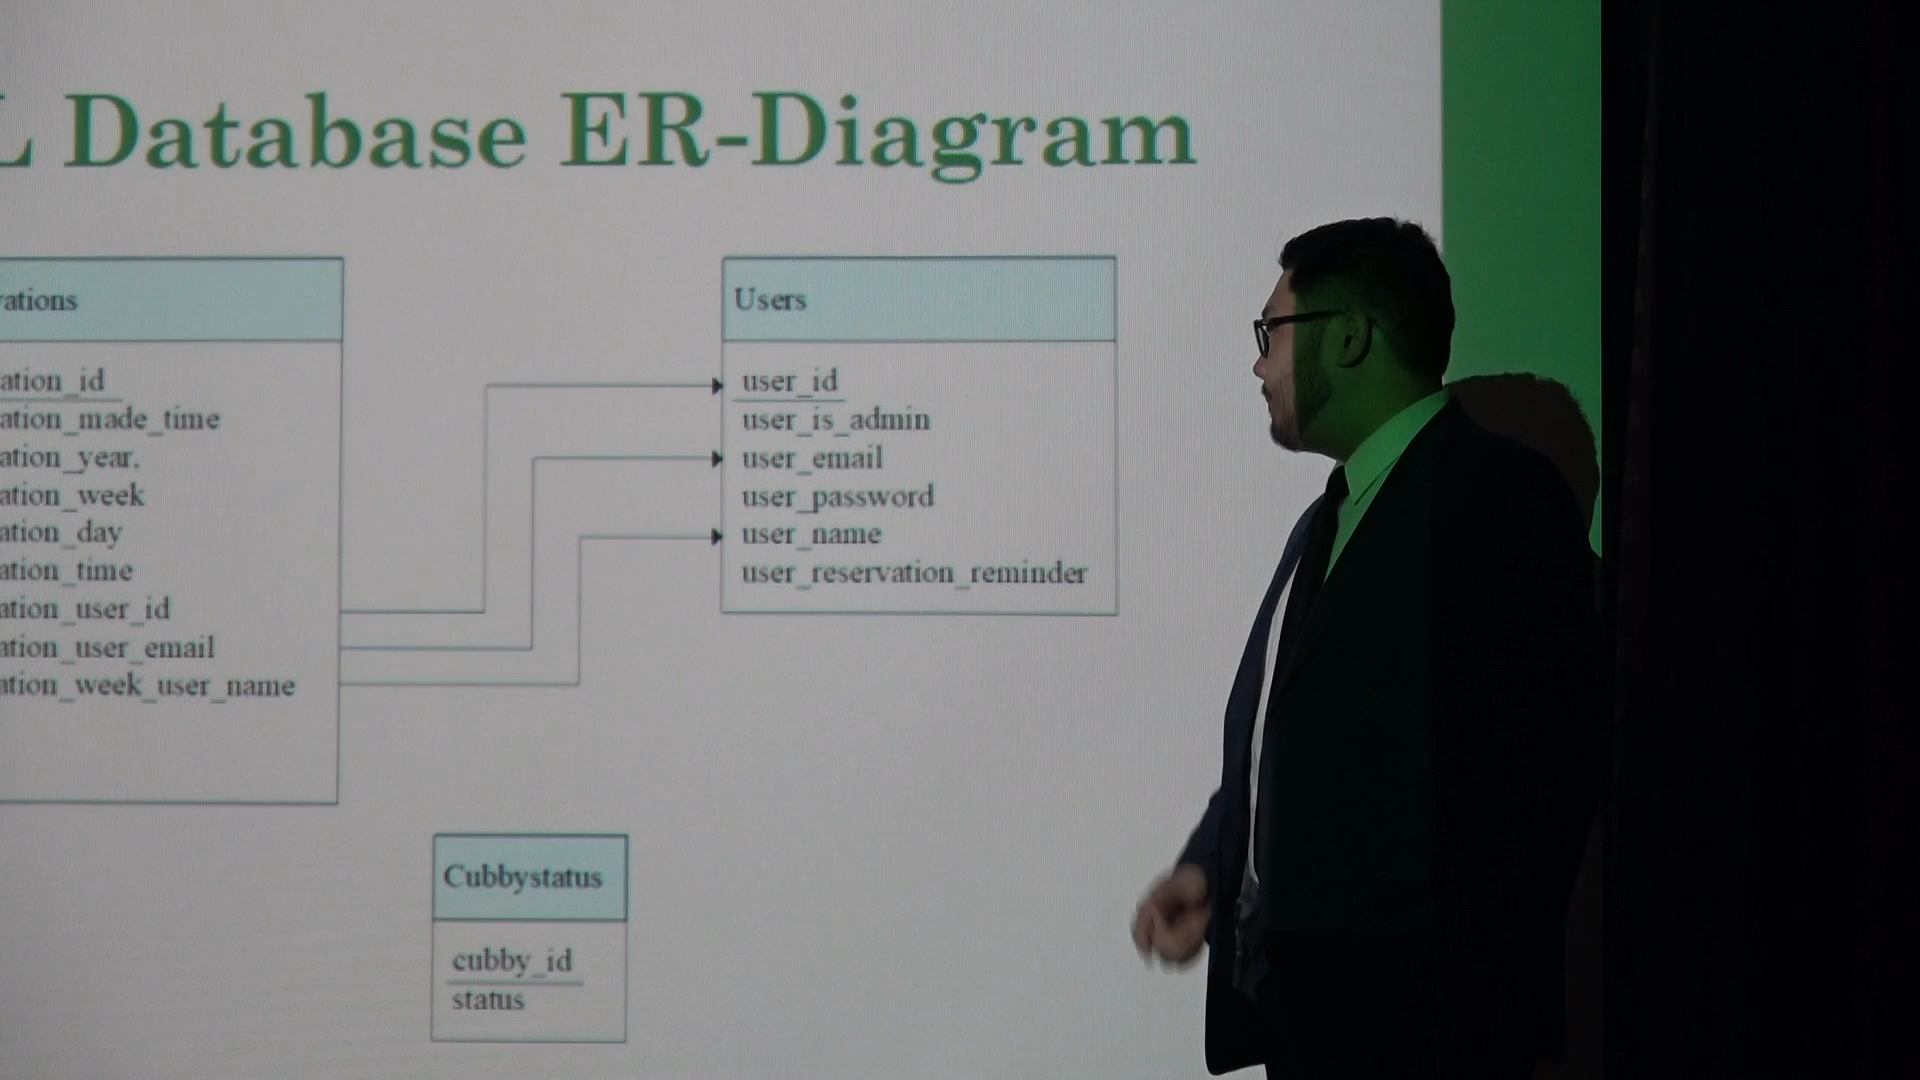 L Database ER-Diagram
ations
ation_id
ation_made_time
ation_year,
ation_week
ation_day
ation_time
ation_user_id
ation_user_email
ation_week_user_name
Users
user_id
user_is_admin
user_email
user_password
user_name
user_reservation_reminder
Cubbystatus
cubby_id
status